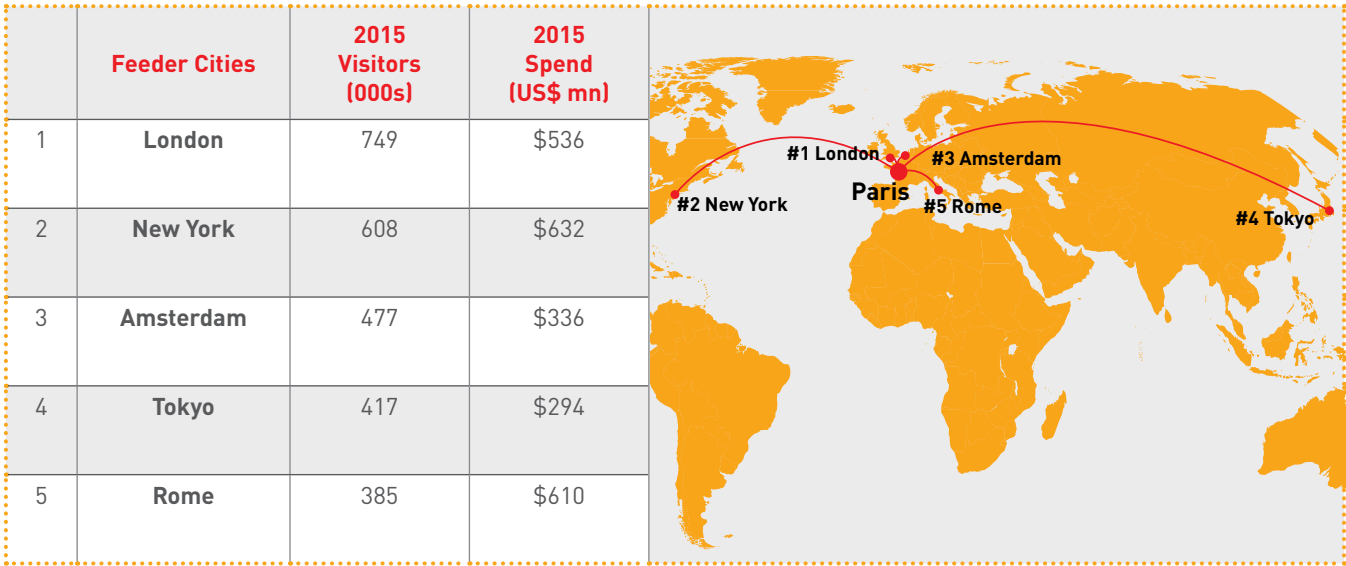 Feeder Cities
2015
Visitors
(000s)
2015
Spend
(US$ mn)
1 London 749 $536
2 New York 608 $632
3 Amsterdam 477 $336
4 Tokyo 417 $294
5 Rome 385 $610
#1 London
#3 Amsterdam
Paris
#2 New York
#5 Rome
#4 Tokyo